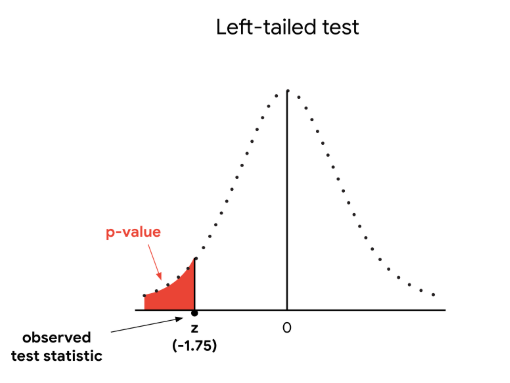 Left-tailed test
p-value
observed
test statistic
z
(-1.75)
0